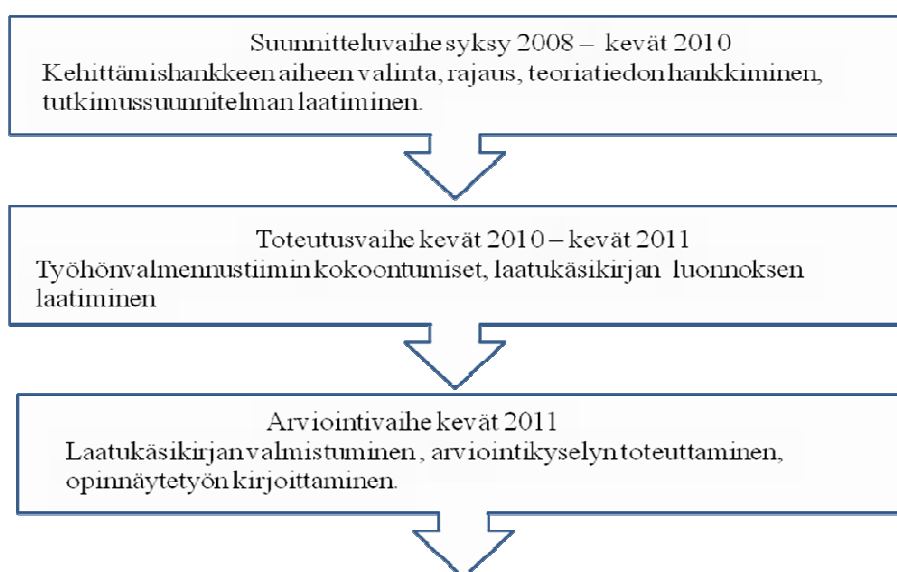 Suunnitteluvaihe syksy 2008 – kevät 2010
Kehittämishankkeen aiheen valinta, rajaus, teoriatiedon hankkiminen,
tutkimussuunnitelman laatiminen.
Toteutusvaihe kevät 2010 – kevät 2011
Työhönvalmennustiimin kokoontumiset, laatukäsikirjan luonnoksen
laatiminen
Arviointivaihe kevät 2011
Laatukäsikirjan valmistuminen, arviointikyselyn toteuttaminen,
opinnäytetyön kirjoittaminen.